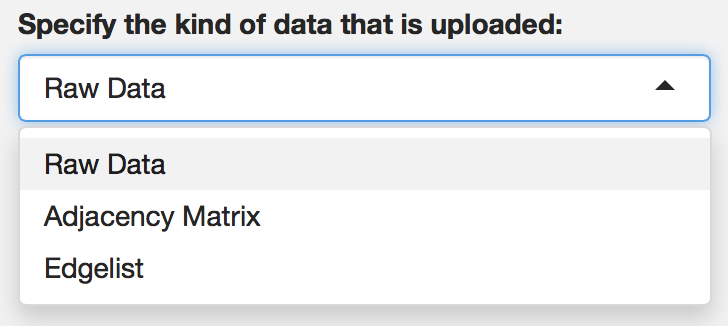 Specify the kind of data that is uploaded:
Raw Data
Raw Data
Adjacency Matrix
Edgelist